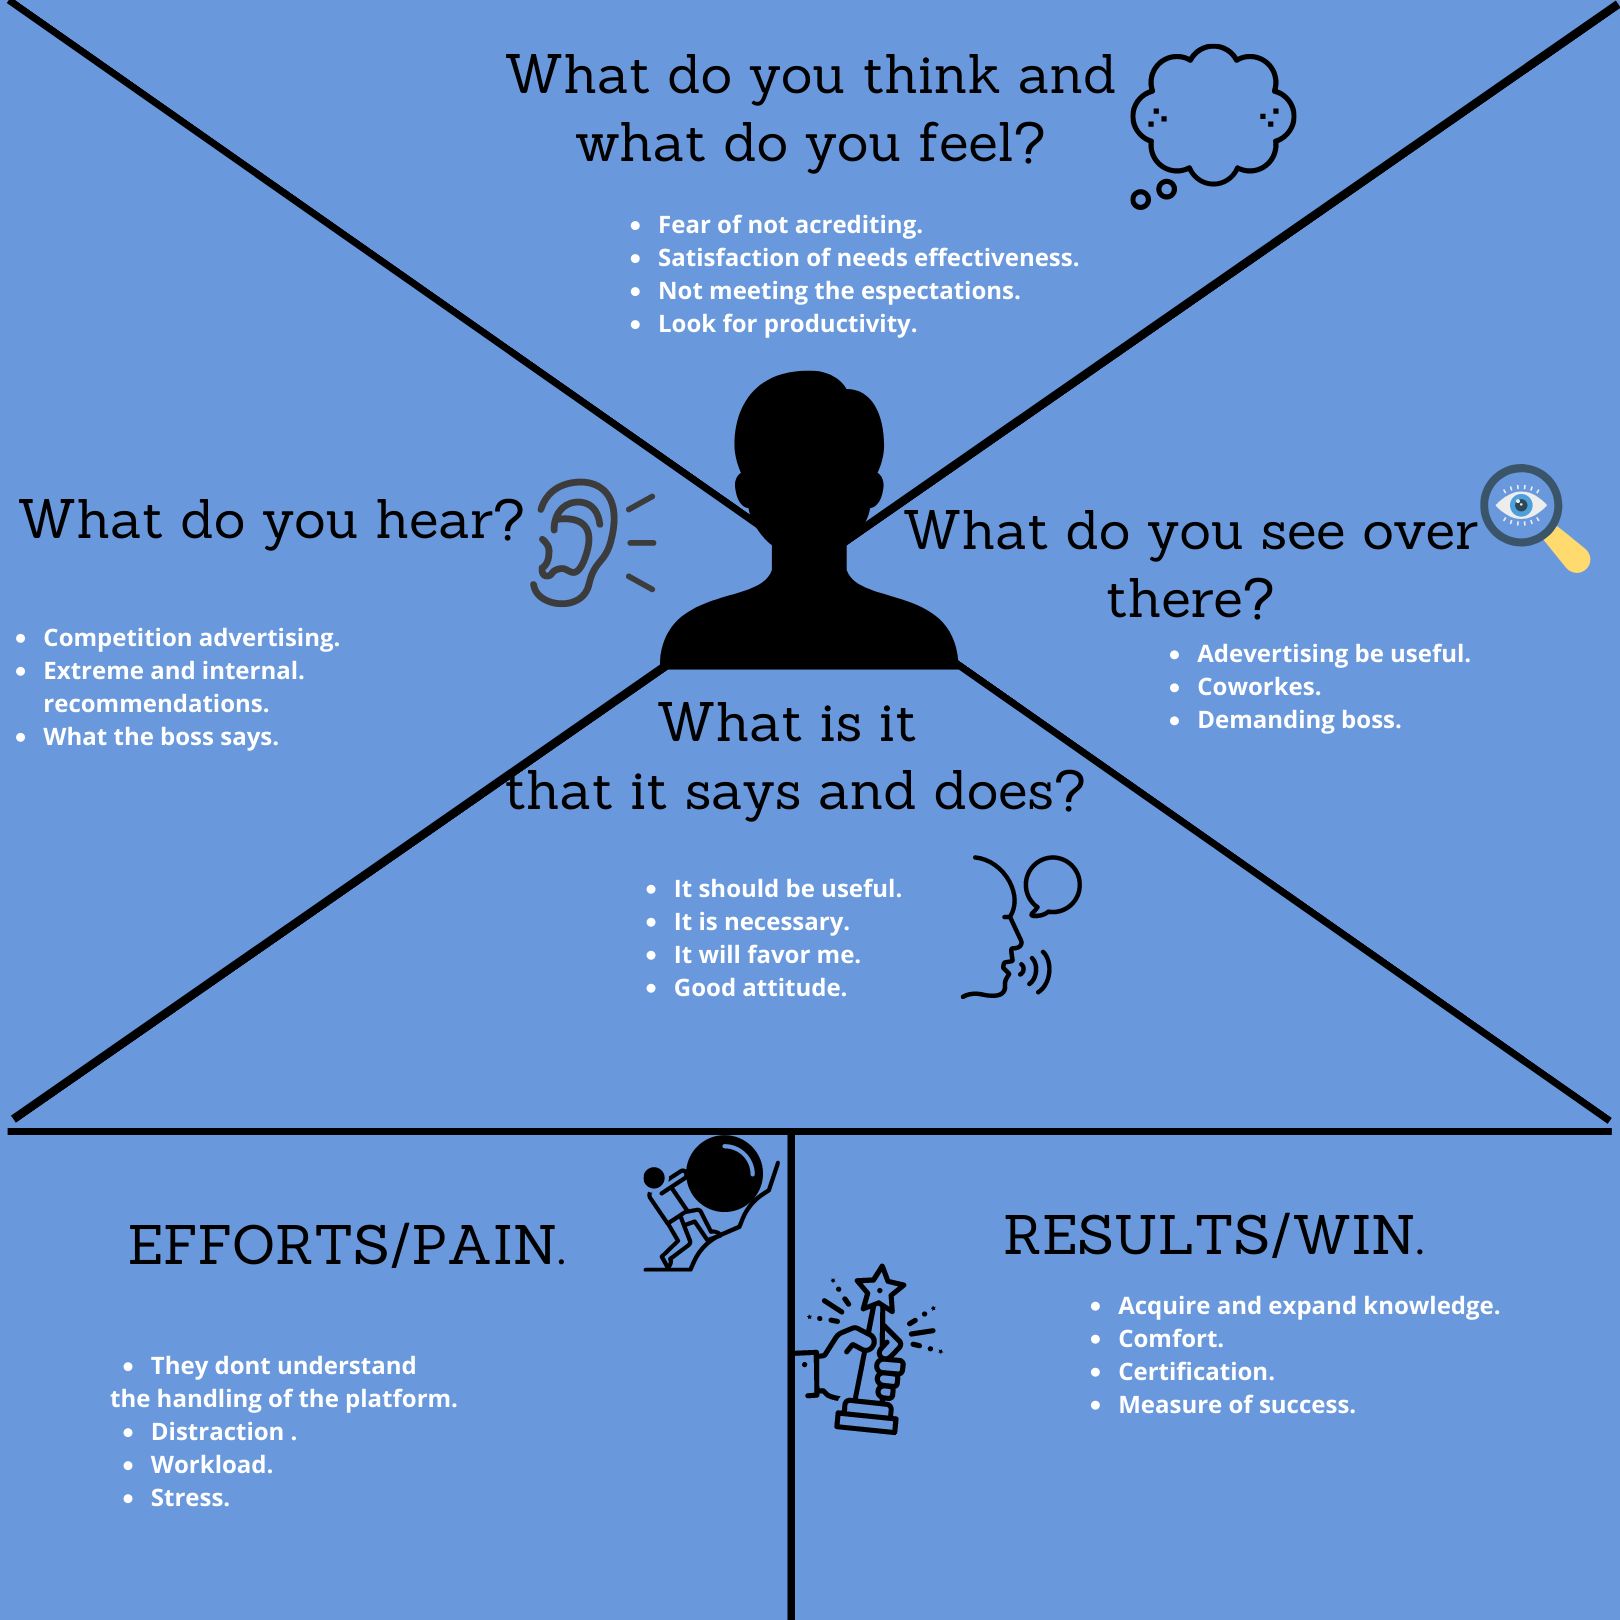 What do you think and
what do you feel?
• Fear of not acrediting.
• Satisfaction of needs effectiveness.
• Not meeting the espectations.
• Look for productivity.
What do you hear?
• Competition advertising.
• Extreme and internal.
recommendations.
• What the boss says.
What do you see over
there?
• Adevertising be useful.
• Coworkes.
• Demanding boss.
What is it
that it says and does?
• It should be useful.
• It is necessary.
• It will favor me.
• Good attitude.
EFFORTS/PAIN.
• They dont understand
the handling of the platform.
• Distraction .
• Workload.
• Stress.
RESULTS/WIN.
• Acquire and expand knowledge.
• Comfort.
• Certification.
• Measure of success.